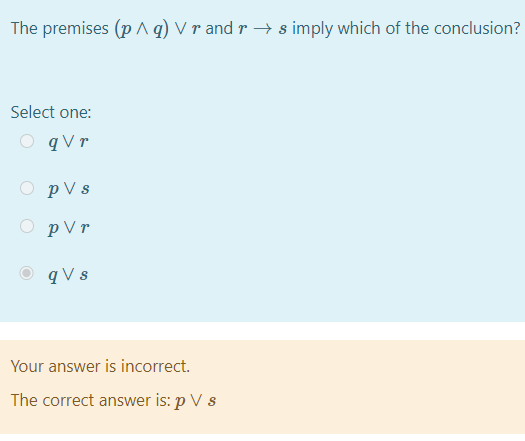 The premises (p ∧ q) ∨ r and r → s imply which of the conclusion?
Select one:
q ∨ r
p ∨ s
p ∨ r
q ∨ s
Your answer is incorrect.
The correct answer is: p ∨ s